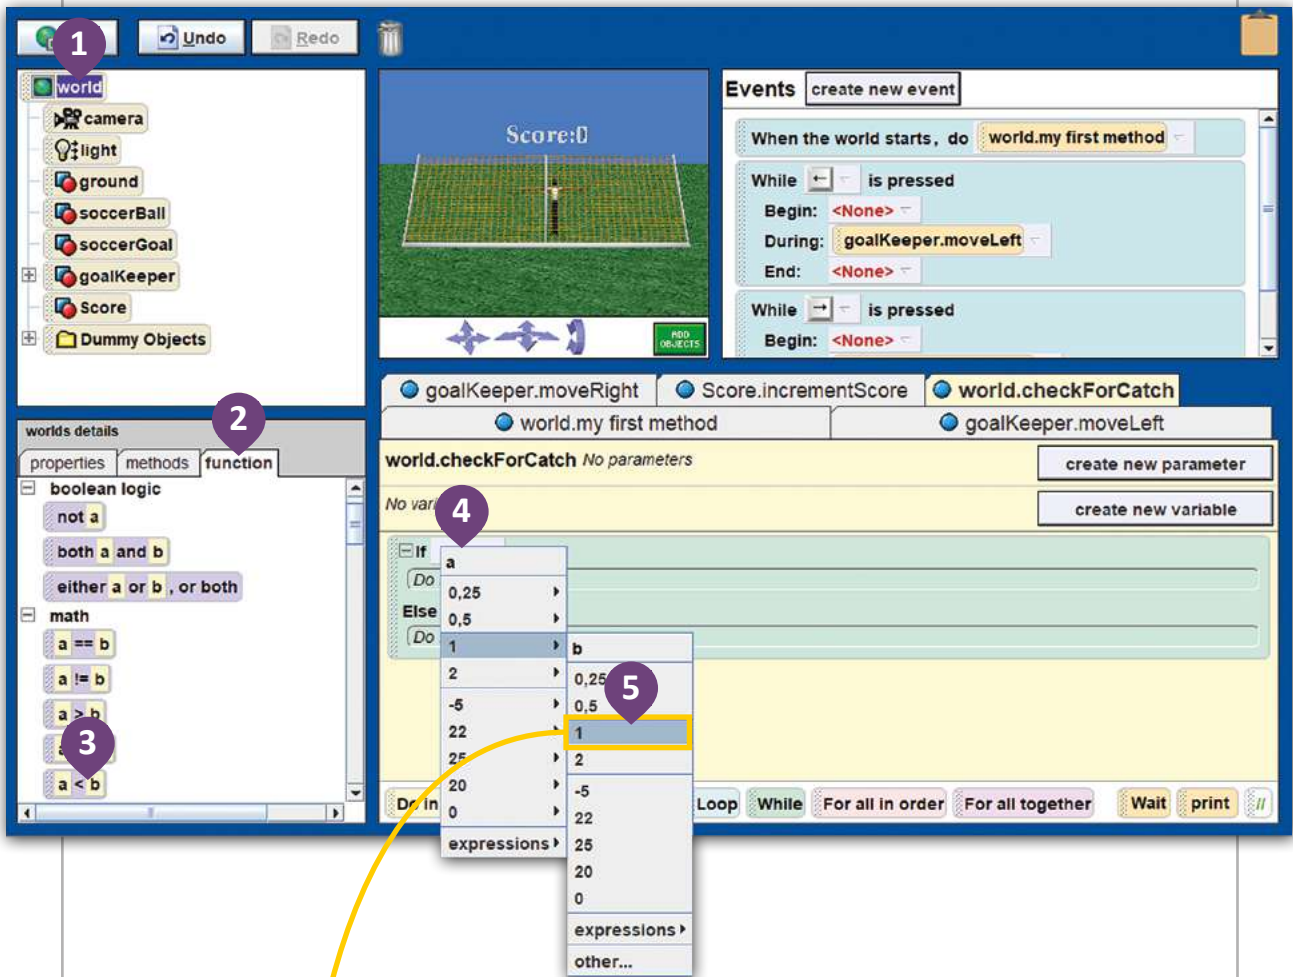 1
Undo
Redo
world
camera
light
ground
soccerBall
soccerGoal
goalKeeper
Score
Dummy Objects
Score:0
ADD
OBJECTS
Events create new event
When the world starts, do world.my first method
While ← is pressed
Begin: <None>
During: goalKeeper.moveLeft
End: <None>
While → is pressed
Begin: <None>
2
worlds details
properties methods function
boolean logic
not a
both a and b
either a or b , or both
math
a == b
a != b
a > b
3
a < b
goalKeeper.moveRight Score.incrementScore world.checkForCatch
world.my first method goalKeeper.moveLeft
world.checkForCatch No parameters create new parameter
No create new variable
4
If
Do
Else
Do
a
0,25
0,5
1
2
-5
22
25
20
0
expressions
b
0,25
5
0,5
1
2
-5
22
25
20
0
expressions
other...
Do in Loop While For all in order For all together Wait print //